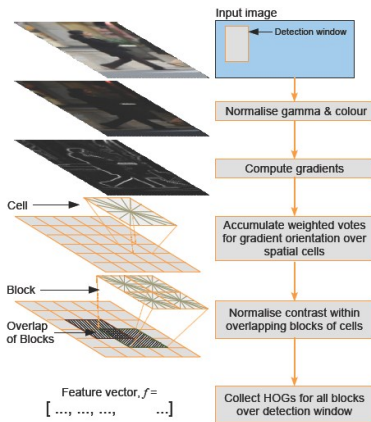 Input image
Detection window
Normalise gamma & colour
Compute gradients
Cell
Accumulate weighted votes
for gradient orientation over
spatial cells
Block
Normalise contrast within
overlapping blocks of cells
Overlap
of Blocks
Feature vector, f =
[ ..., ..., ...,          ...]
Collect HOGs for all blocks
over detection window